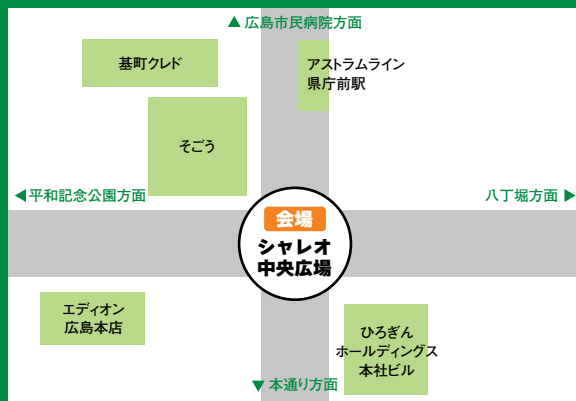 ▲広島市民病院方面
基町クレド
アストラムライン
県庁前駅
そごう
◀平和記念公園方面
八丁堀方面▶
会場
シャレオ
中央広場
エディオン
広島本店
ひろぎん
ホールディングス
本社ビル
▼本通り方面